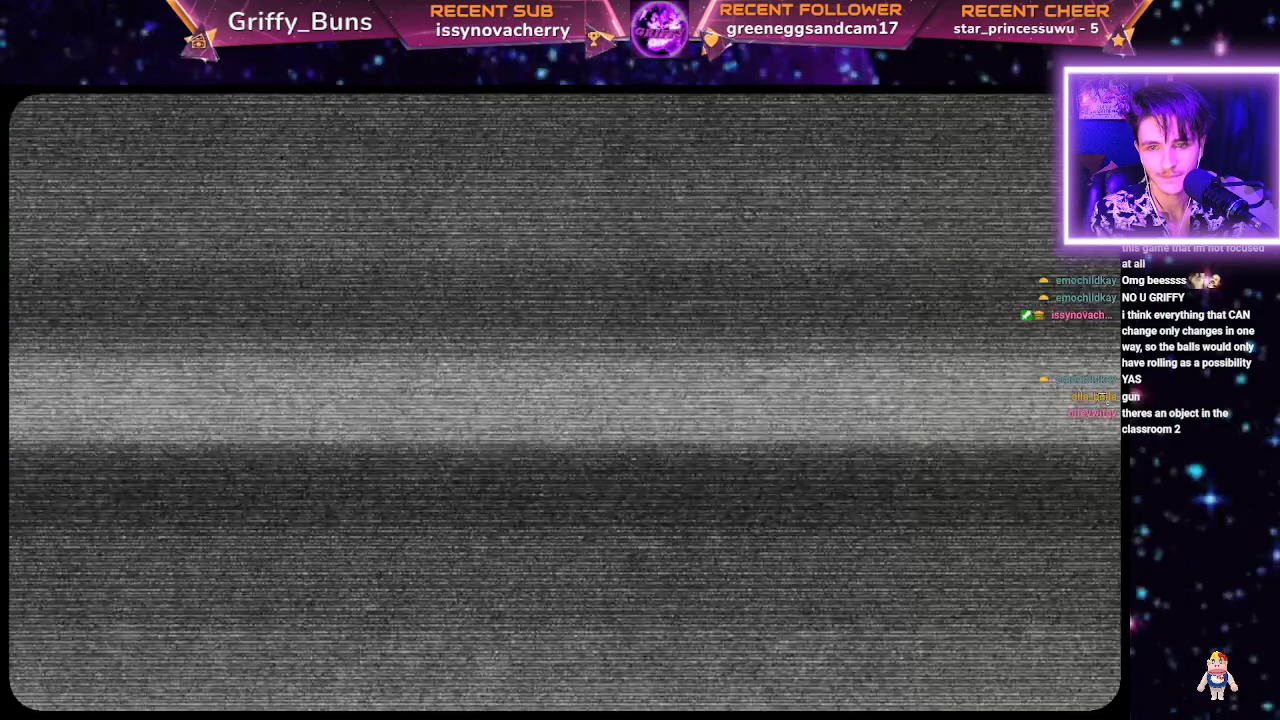 Griffy_Buns
RECENT SUB
issynovacherry
RECENT FOLLOWER
greeneggsandcam17
RECENT CHEER
star_princessuwu - 5
this game that im not focused
at all
emochildkay Omg beessss
emochildkay NO U GRIFFY
issynovach... i think everything that CAN
change only changes in one
way, so the balls would only
have rolling as a possibility
emochildkay YAS
gun
theres an object in the
classroom 2